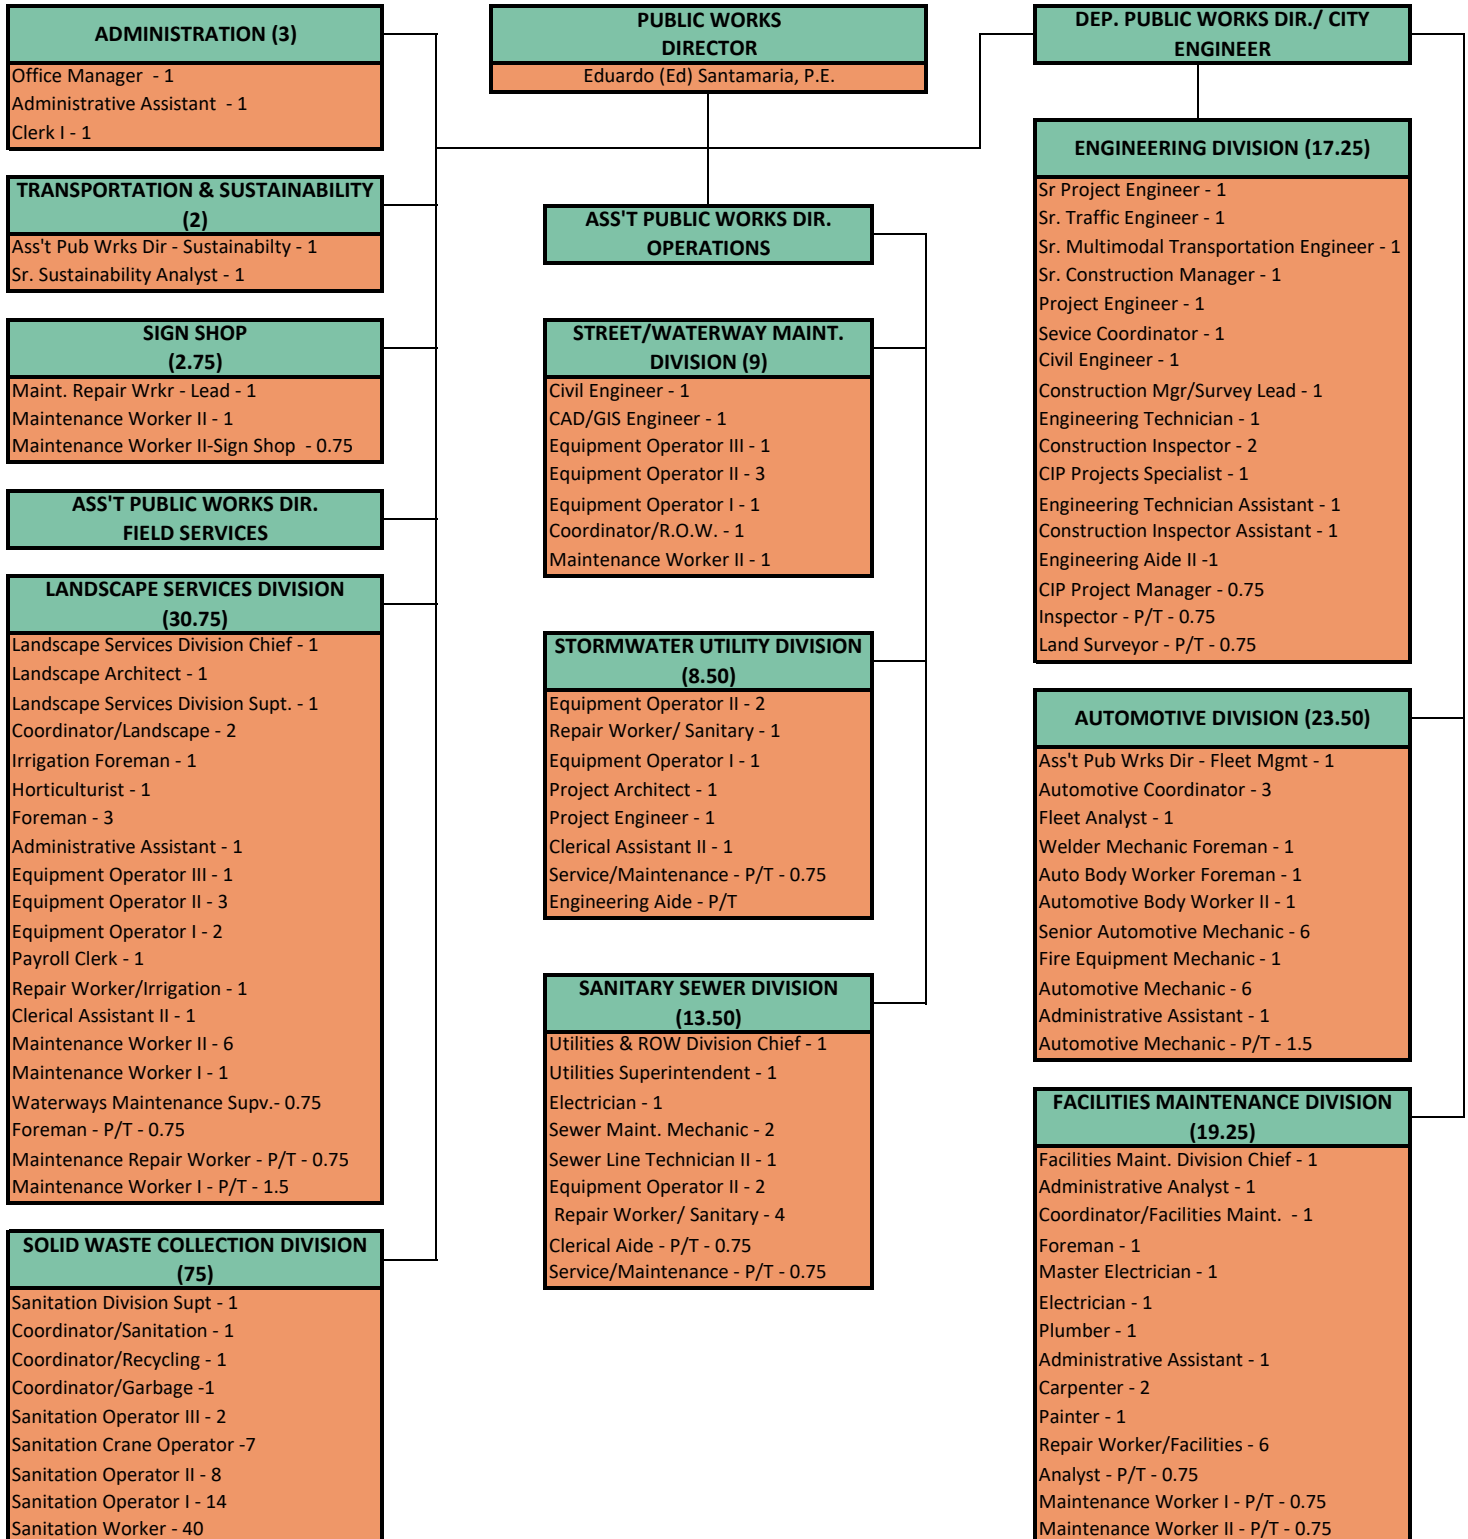 ADMINISTRATION (3)
Office Manager - 1
Administrative Assistant - 1
Clerk I - 1
TRANSPORTATION & SUSTAINABILITY
(2)
Ass't Pub Wrks Dir - Sustainabilty - 1
Sr. Sustainability Analyst - 1
SIGN SHOP
(2.75)
Maint. Repair Wrkr - Lead - 1
Maintenance Worker II - 1
Maintenance Worker II-Sign Shop - 0.75
ASS'T PUBLIC WORKS DIR.
FIELD SERVICES
LANDSCAPE SERVICES DIVISION
(30.75)
Landscape Services Division Chief - 1
Landscape Architect - 1
Landscape Services Division Supt. - 1
Coordinator/Landscape - 2
Irrigation Foreman - 1
Horticulturist - 1
Foreman - 3
Administrative Assistant - 1
Equipment Operator III - 1
Equipment Operator II - 3
Equipment Operator I - 2
Payroll Clerk - 1
Repair Worker/Irrigation - 1
Clerical Assistant II - 1
Maintenance Worker II - 6
Maintenance Worker I - 1
Waterways Maintenance Supv.- 0.75
Foreman - P/T - 0.75
Maintenance Repair Worker - P/T - 0.75
Maintenance Worker I - P/T - 1.5
SOLID WASTE COLLECTION DIVISION
(75)
Sanitation Division Supt - 1
Coordinator/Sanitation - 1
Coordinator/Recycling - 1
Coordinator/Garbage -1
Sanitation Operator III - 2
Sanitation Crane Operator -7
Sanitation Operator II - 8
Sanitation Operator I - 14
Sanitation Worker - 40
PUBLIC WORKS
DIRECTOR
Eduardo (Ed) Santamaria, P.E.
ASS'T PUBLIC WORKS DIR.
OPERATIONS
STREET/WATERWAY MAINT.
DIVISION (9)
Civil Engineer - 1
CAD/GIS Engineer - 1
Equipment Operator III - 1
Equipment Operator II - 3
Equipment Operator I - 1
Coordinator/R.O.W. - 1
Maintenance Worker II - 1
STORMWATER UTILITY DIVISION
(8.50)
Equipment Operator II - 2
Repair Worker/ Sanitary - 1
Equipment Operator I - 1
Project Architect - 1
Project Engineer - 1
Clerical Assistant II - 1
Service/Maintenance - P/T - 0.75
Engineering Aide - P/T
SANITARY SEWER DIVISION
(13.50)
Utilities & ROW Division Chief - 1
Utilities Superintendent - 1
Electrician - 1
Sewer Maint. Mechanic - 2
Sewer Line Technician II - 1
Equipment Operator II - 2
Repair Worker/ Sanitary - 4
Clerical Aide - P/T - 0.75
Service/Maintenance - P/T - 0.75
DEP. PUBLIC WORKS DIR./ CITY
ENGINEER
ENGINEERING DIVISION (17.25)
Sr Project Engineer - 1
Sr. Traffic Engineer - 1
Sr. Multimodal Transportation Engineer - 1
Sr. Construction Manager - 1
Project Engineer - 1
Sevice Coordinator - 1
Civil Engineer - 1
Construction Mgr/Survey Lead - 1
Engineering Technician - 1
Construction Inspector - 2
CIP Projects Specialist - 1
Engineering Technician Assistant - 1
Construction Inspector Assistant - 1
Engineering Aide II -1
CIP Project Manager - 0.75
Inspector - P/T - 0.75
Land Surveyor - P/T - 0.75
AUTOMOTIVE DIVISION (23.50)
Ass't Pub Wrks Dir - Fleet Mgmt - 1
Automotive Coordinator - 3
Fleet Analyst - 1
Welder Mechanic Foreman - 1
Auto Body Worker Foreman - 1
Automotive Body Worker II - 1
Senior Automotive Mechanic - 6
Fire Equipment Mechanic - 1
Automotive Mechanic - 6
Administrative Assistant - 1
Automotive Mechanic - P/T - 1.5
FACILITIES MAINTENANCE DIVISION
(19.25)
Facilities Maint. Division Chief - 1
Administrative Analyst - 1
Coordinator/Facilities Maint. - 1
Foreman - 1
Master Electrician - 1
Electrician - 1
Plumber - 1
Administrative Assistant - 1
Carpenter - 2
Painter - 1
Repair Worker/Facilities - 6
Analyst - P/T - 0.75
Maintenance Worker I - P/T - 0.75
Maintenance Worker II - P/T - 0.75